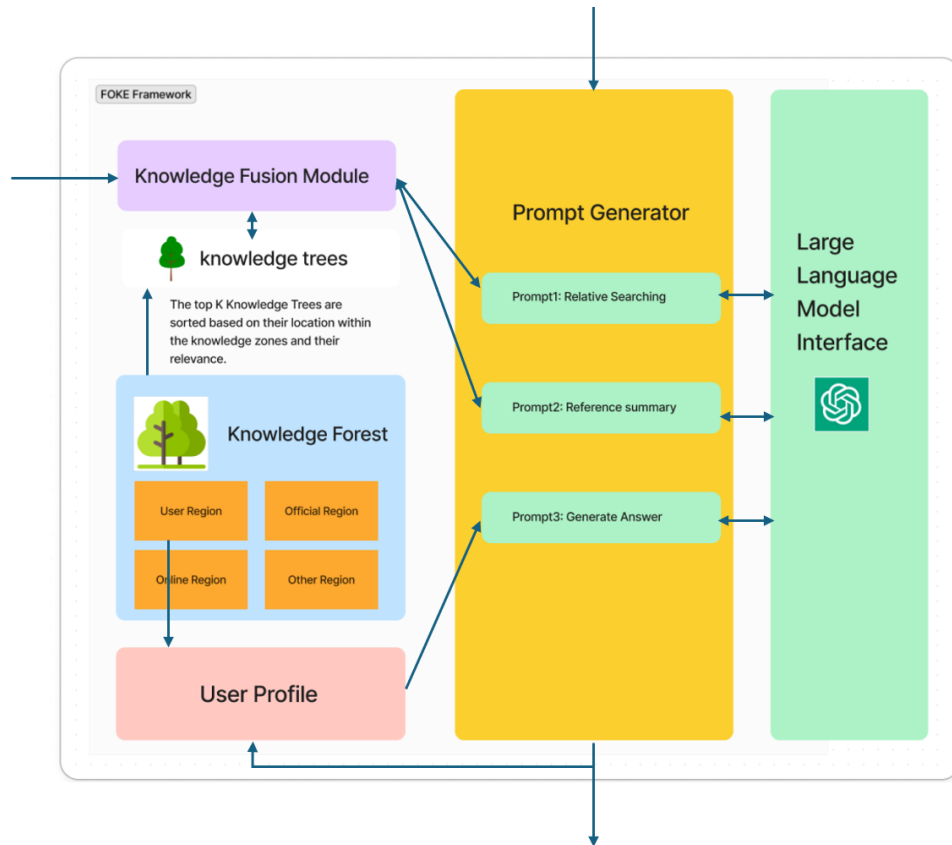 FOKE Framework
Knowledge Fusion Module
knowledge trees
The top K Knowledge Trees are
sorted based on their location within
the knowledge zones and their
relevance.
Knowledge Forest
User Region
Official Region
Online Region
Other Region
User Profile
Prompt Generator
Prompt1: Relative Searching
Prompt2: Reference summary
Prompt3: Generate Answer
Large
Language
Model
Interface